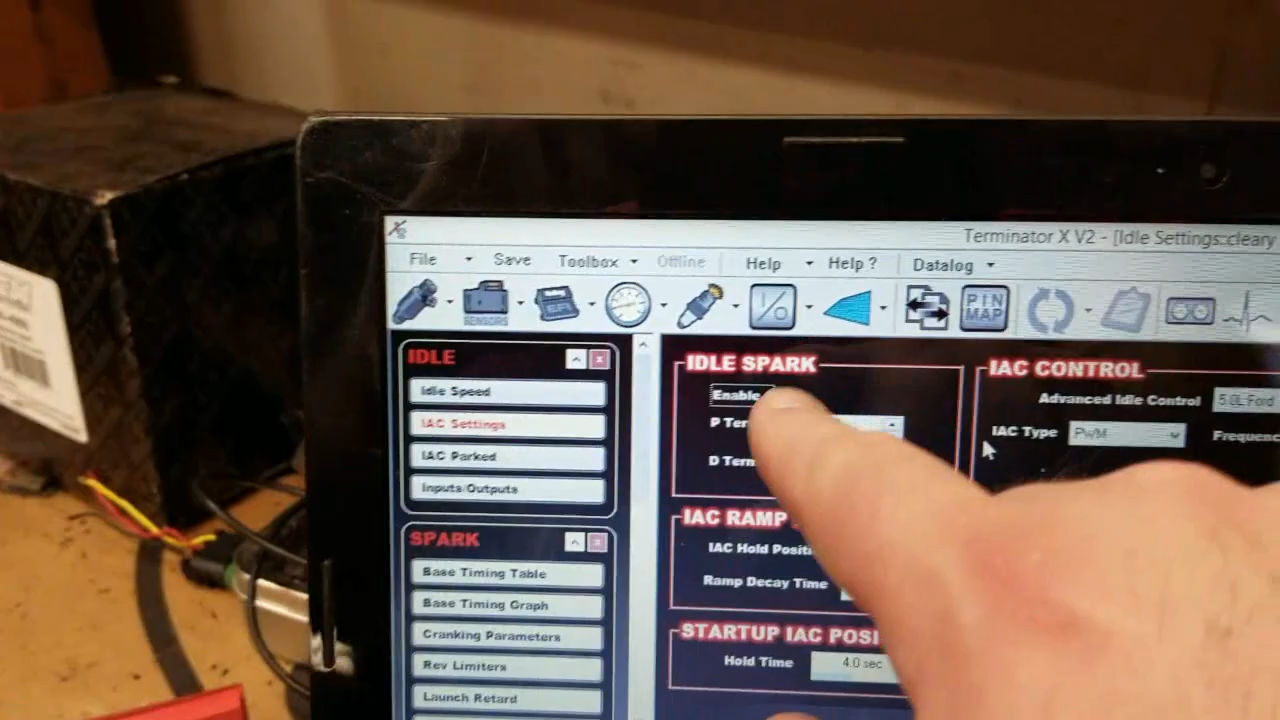 Terminator X V2 - [Idle Settings::cleary
File Save Toolbox Offline Help Help ? Datalog
SENSORS EFI I/O PIN MAP
IDLE
Idle Speed
IAC Settings
IAC Parked
Inputs/Outputs
SPARK
Base Timing Table
Base Timing Graph
Cranking Parameters
Rev Limiters
Launch Retard
IDLE SPARK
Enable
P Ter
D Term
IAC CONTROL
Advanced Idle Control 5.0L Ford
IAC Type PWM Frequenc
IAC RAMP
IAC Hold Positi
Ramp Decay Time
STARTUP IAC POSI
Hold Time 4.0 sec